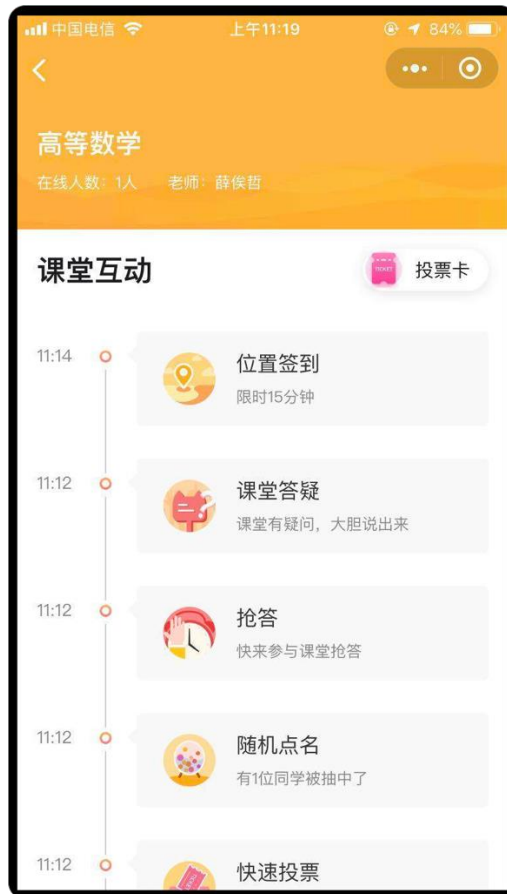 中国电信 上午11:19 84%
高等数学
在线人数：1人 老师：薛俟哲
课堂互动 TICKET 投票卡
11:14 位置签到
限时15分钟
11:12 课堂答疑
课堂有疑问，大胆说出来
11:12 抢答
快来参与课堂抢答
11:12 随机点名
有1位同学被抽中了
11:12 快速投票